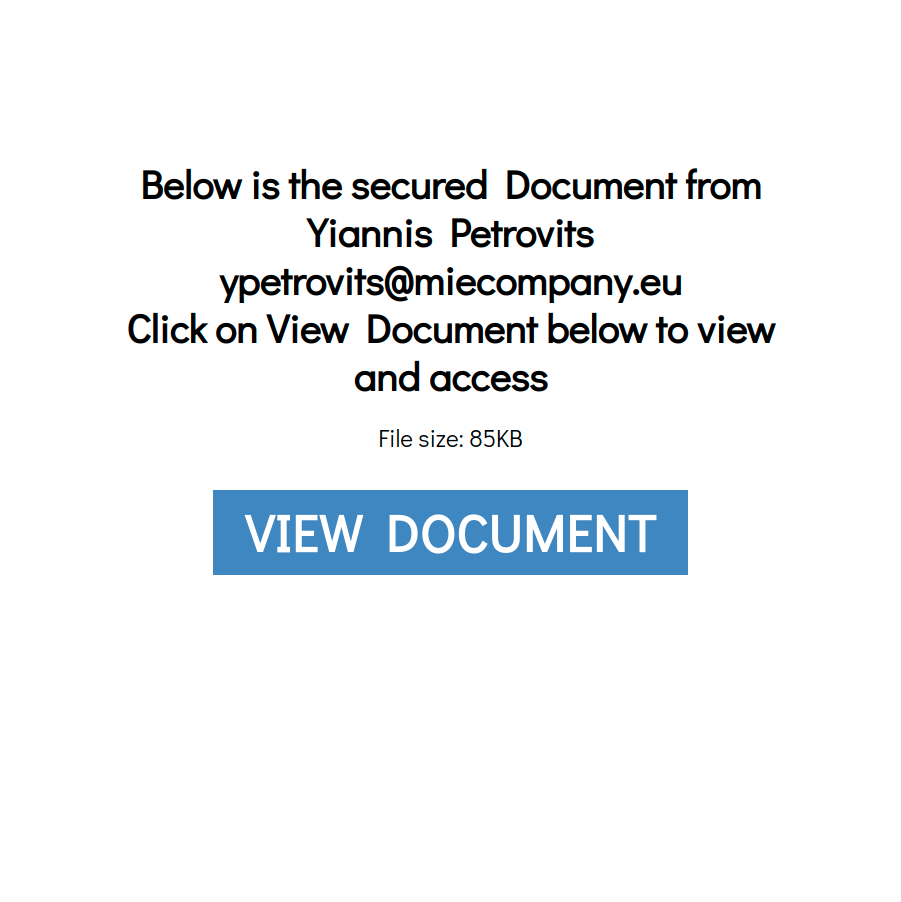 Below is the secured Document from
Yiannis Petrovits
ypetrovits@miecompany.eu
Click on View Document below to view
and access
File size: 85KB
VIEW DOCUMENT